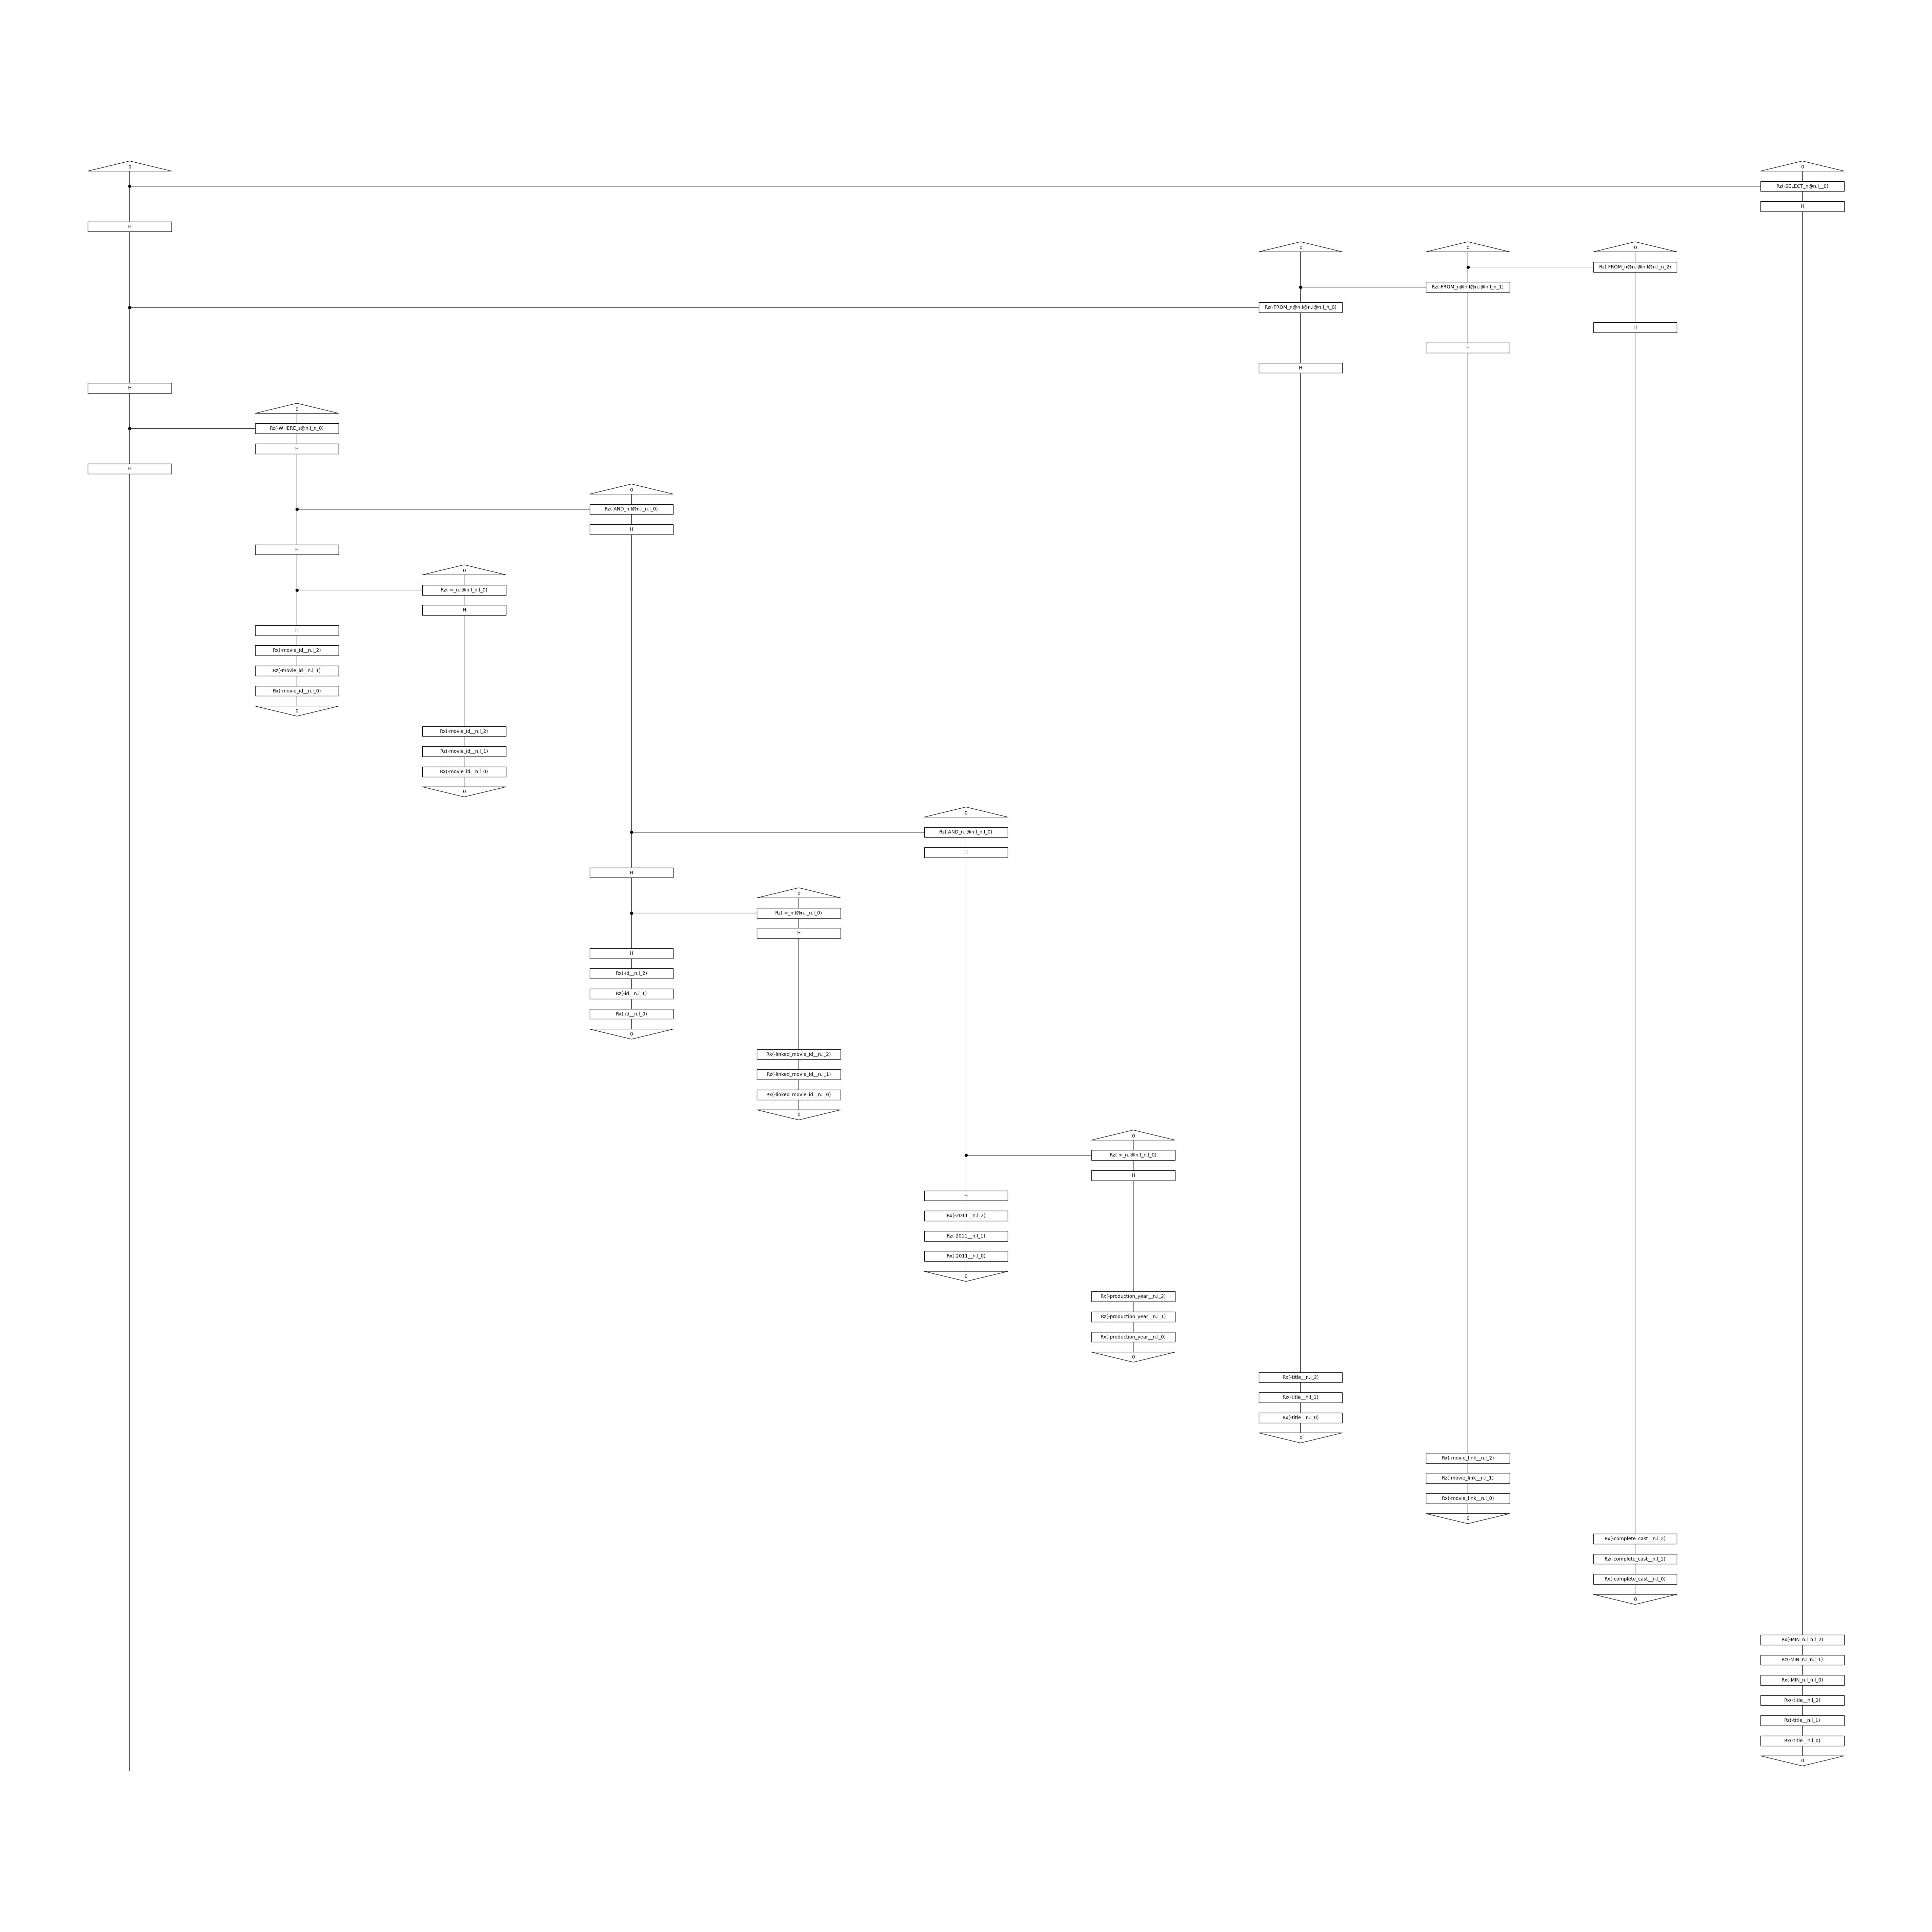 0 0
Rz(-SELECT_n@n.l__0)
H
H
0 0 0
Rz(-FROM_n@n.l@n.l@n.l_n_2)
Rz(-FROM_n@n.l@n.l@n.l_n_1)
Rz(-FROM_n@n.l@n.l@n.l_n_0)
H
H
H
H
0
Rz(-WHERE_s@n.l_n_0)
H
H
0
Rz(-AND_n.l@n.l_n.l_0)
H
H
0
Rz(-=_n.l@n.l_n.l_0)
H
H
Rx(-movie_id__n.l_2)
Rz(-movie_id__n.l_1)
Rx(-movie_id__n.l_0)
0
Rx(-movie_id__n.l_2)
Rz(-movie_id__n.l_1)
Rx(-movie_id__n.l_0)
0
0
Rz(-AND_n.l@n.l_n.l_0)
H
H
0
Rz(-=_n.l@n.l_n.l_0)
H
H
Rx(-id__n.l_2)
Rz(-id__n.l_1)
Rx(-id__n.l_0)
0
Rx(-linked_movie_id__n.l_2)
Rz(-linked_movie_id__n.l_1)
Rx(-linked_movie_id__n.l_0)
0
0
Rz(-<_n.l@n.l_n.l_0)
H
H
Rx(-2011__n.l_2)
Rz(-2011__n.l_1)
Rx(-2011__n.l_0)
0
Rx(-production_year__n.l_2)
Rz(-production_year__n.l_1)
Rx(-production_year__n.l_0)
0
Rx(-title__n.l_2)
Rz(-title__n.l_1)
Rx(-title__n.l_0)
0
Rx(-movie_link__n.l_2)
Rz(-movie_link__n.l_1)
Rx(-movie_link__n.l_0)
0
Rx(-complete_cast__n.l_2)
Rz(-complete_cast__n.l_1)
Rx(-complete_cast__n.l_0)
0
Rx(-MIN_n.l_n.l_2)
Rz(-MIN_n.l_n.l_1)
Rx(-MIN_n.l_n.l_0)
Rx(-title__n.l_2)
Rz(-title__n.l_1)
Rx(-title__n.l_0)
0